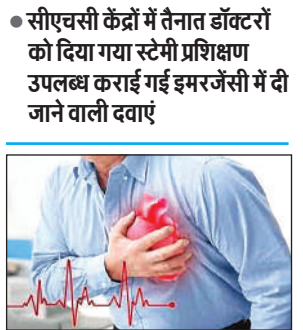 ● सीएचसी केंद्रों में तैनात डॉक्टरों
को दिया गया स्टेमी प्रशिक्षण
उपलब्ध कराई गई इमरजेंसी में दी
जाने वाली दवाएं